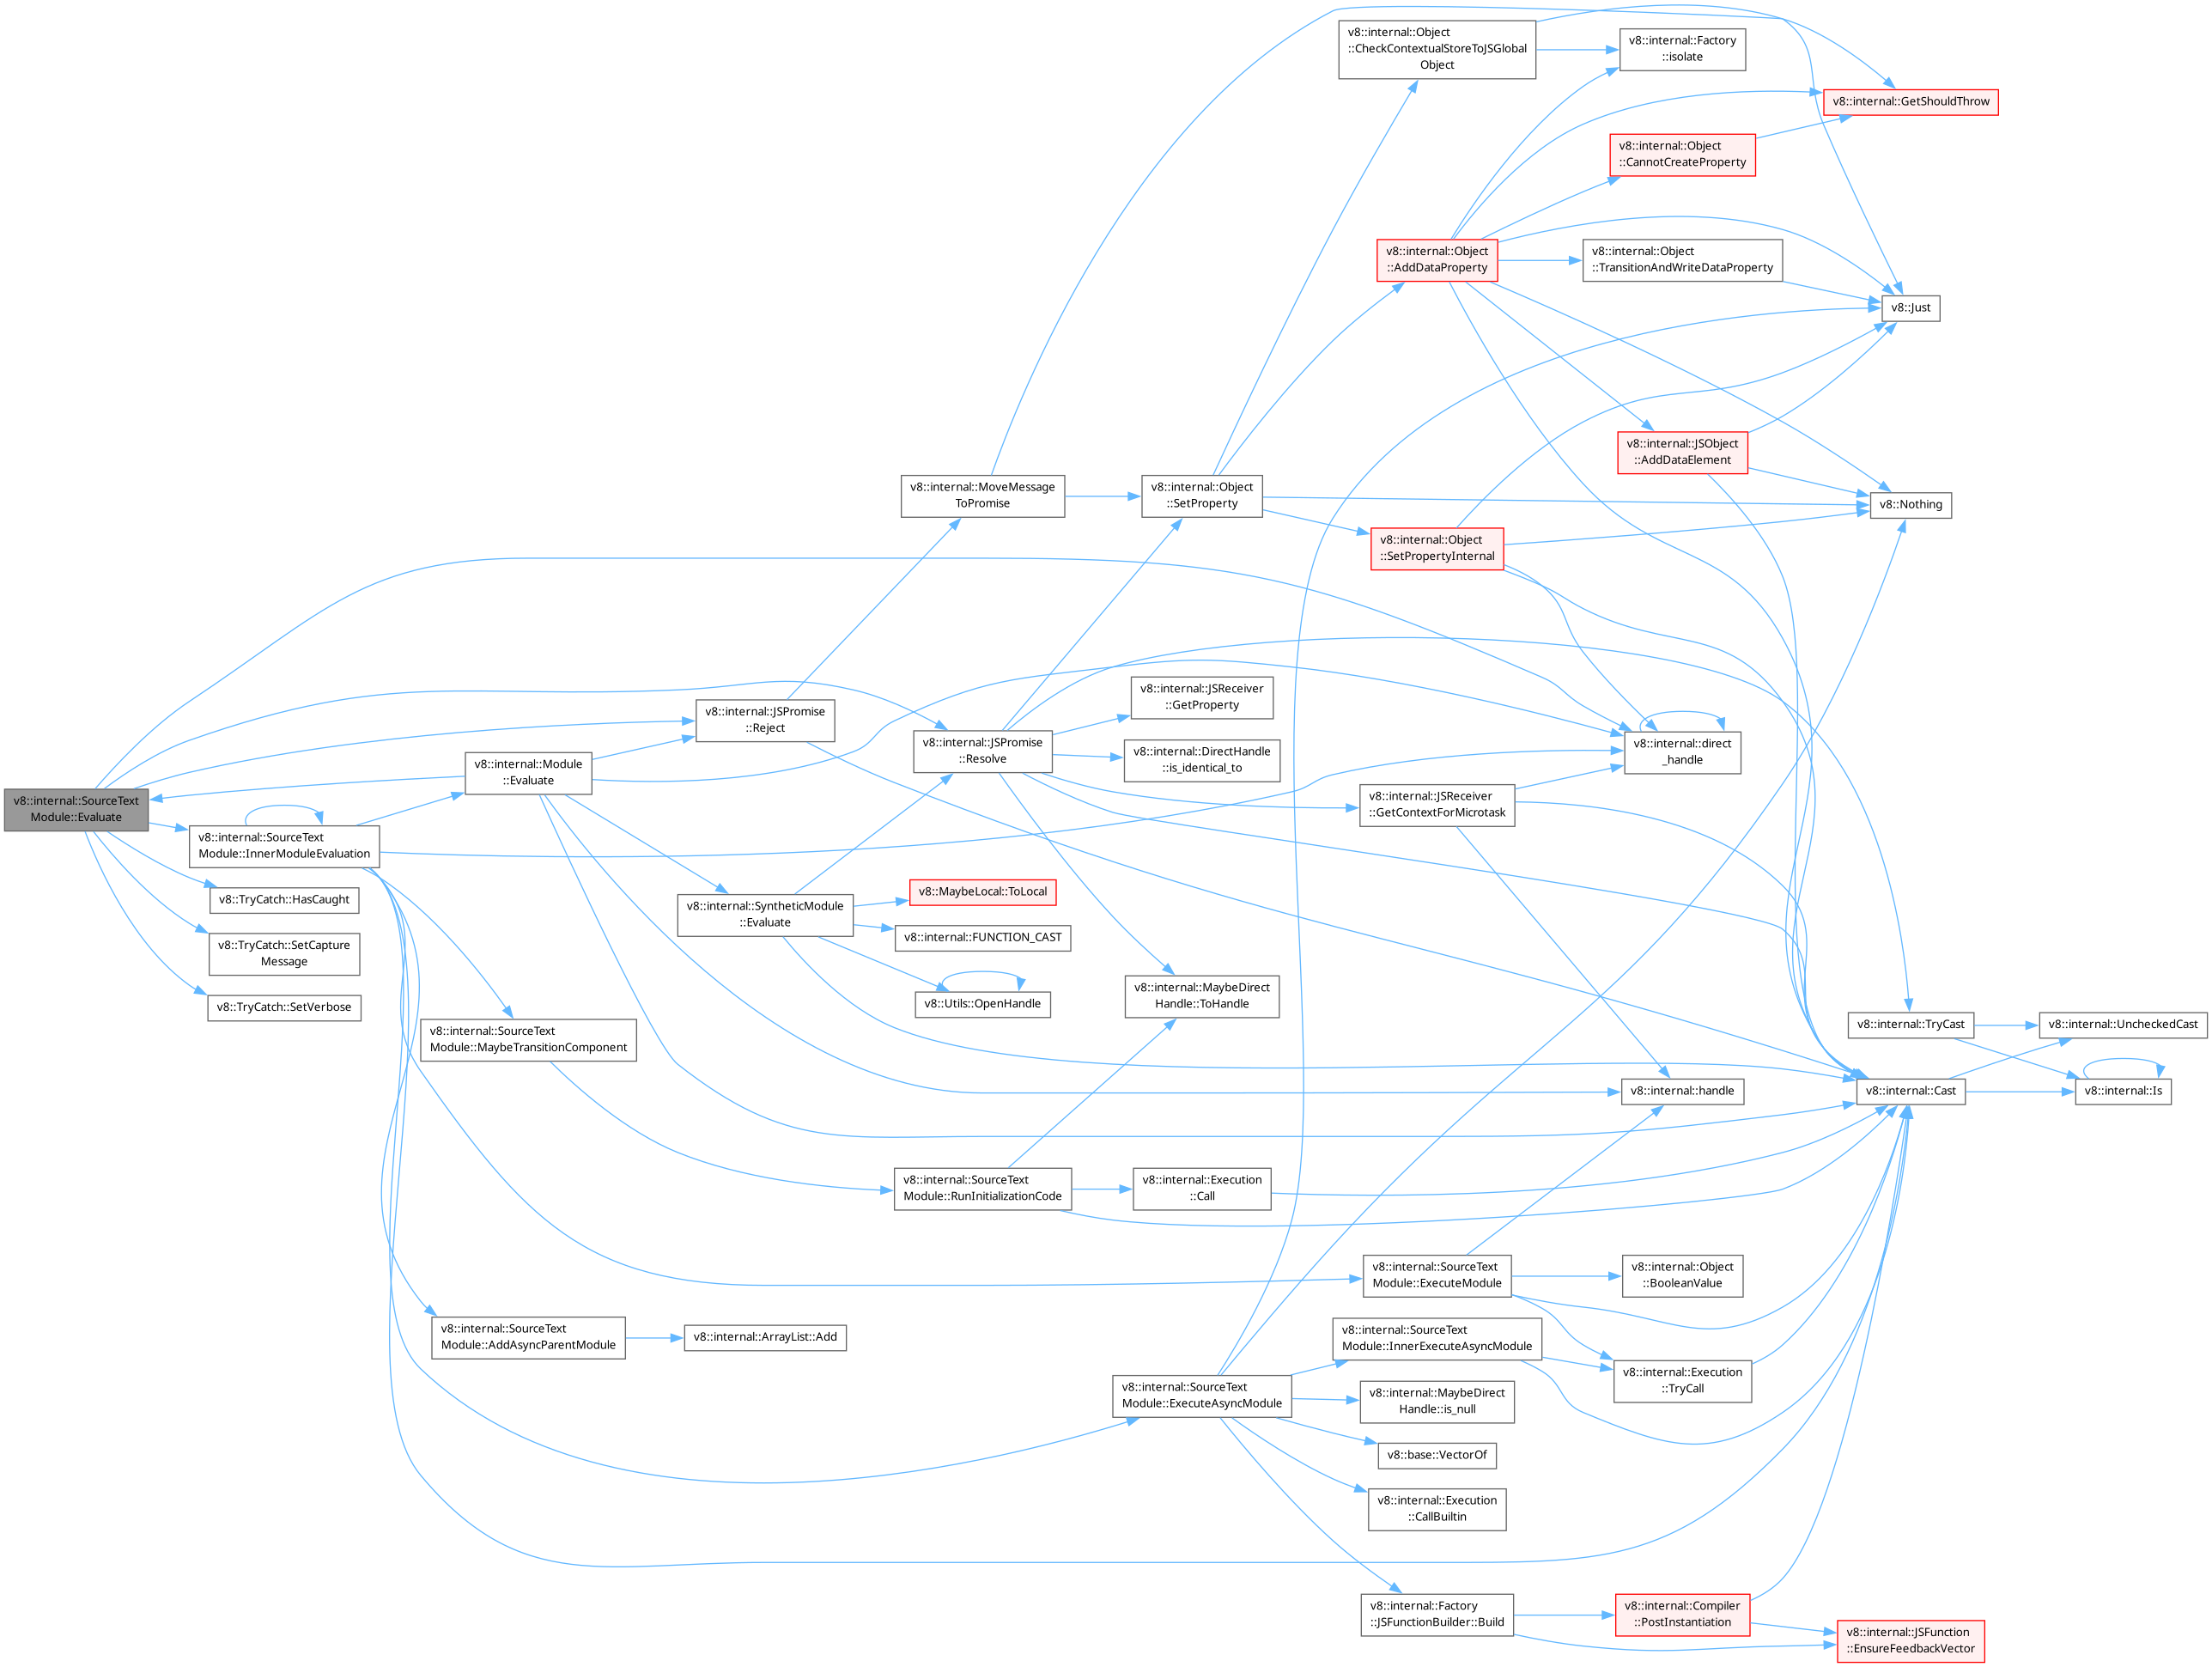 v8::internal::SourceText
Module::Evaluate
v8::internal::SourceText
Module::InnerModuleEvaluation
v8::TryCatch::HasCaught
v8::TryCatch::SetCapture
Message
v8::TryCatch::SetVerbose
v8::internal::Module
::Evaluate
v8::internal::SourceText
Module::MaybeTransitionComponent
v8::internal::SourceText
Module::AddAsyncParentModule
v8::internal::JSPromise
::Reject
v8::internal::SyntheticModule
::Evaluate
v8::internal::ArrayList::Add
v8::internal::MoveMessage
ToPromise
v8::internal::JSPromise
::Resolve
v8::MaybeLocal::ToLocal
v8::internal::FUNCTION_CAST
v8::Utils::OpenHandle
v8::internal::SourceText
Module::RunInitializationCode
v8::internal::Object
::SetProperty
v8::internal::JSReceiver
::GetProperty
v8::internal::DirectHandle
::is_identical_to
v8::internal::MaybeDirect
Handle::ToHandle
v8::internal::Execution
::Call
v8::internal::SourceText
Module::ExecuteAsyncModule
v8::internal::Object
::CheckContextualStoreToJSGlobal
Object
v8::internal::Object
::AddDataProperty
v8::internal::Object
::SetPropertyInternal
v8::internal::JSReceiver
::GetContextForMicrotask
v8::internal::SourceText
Module::ExecuteModule
v8::internal::SourceText
Module::InnerExecuteAsyncModule
v8::internal::MaybeDirect
Handle::is_null
v8::base::VectorOf
v8::internal::Execution
::CallBuiltin
v8::internal::Factory
::JSFunctionBuilder::Build
v8::internal::Factory
::isolate
v8::internal::Object
::CannotCreateProperty
v8::internal::Object
::TransitionAndWriteDataProperty
v8::internal::JSObject
::AddDataElement
v8::internal::direct
_handle
v8::internal::handle
v8::internal::Object
::BooleanValue
v8::internal::Execution
::TryCall
v8::internal::Compiler
::PostInstantiation
v8::internal::GetShouldThrow
v8::Just
v8::Nothing
v8::internal::TryCast
v8::internal::Cast
v8::internal::JSFunction
::EnsureFeedbackVector
v8::internal::UncheckedCast
v8::internal::Is